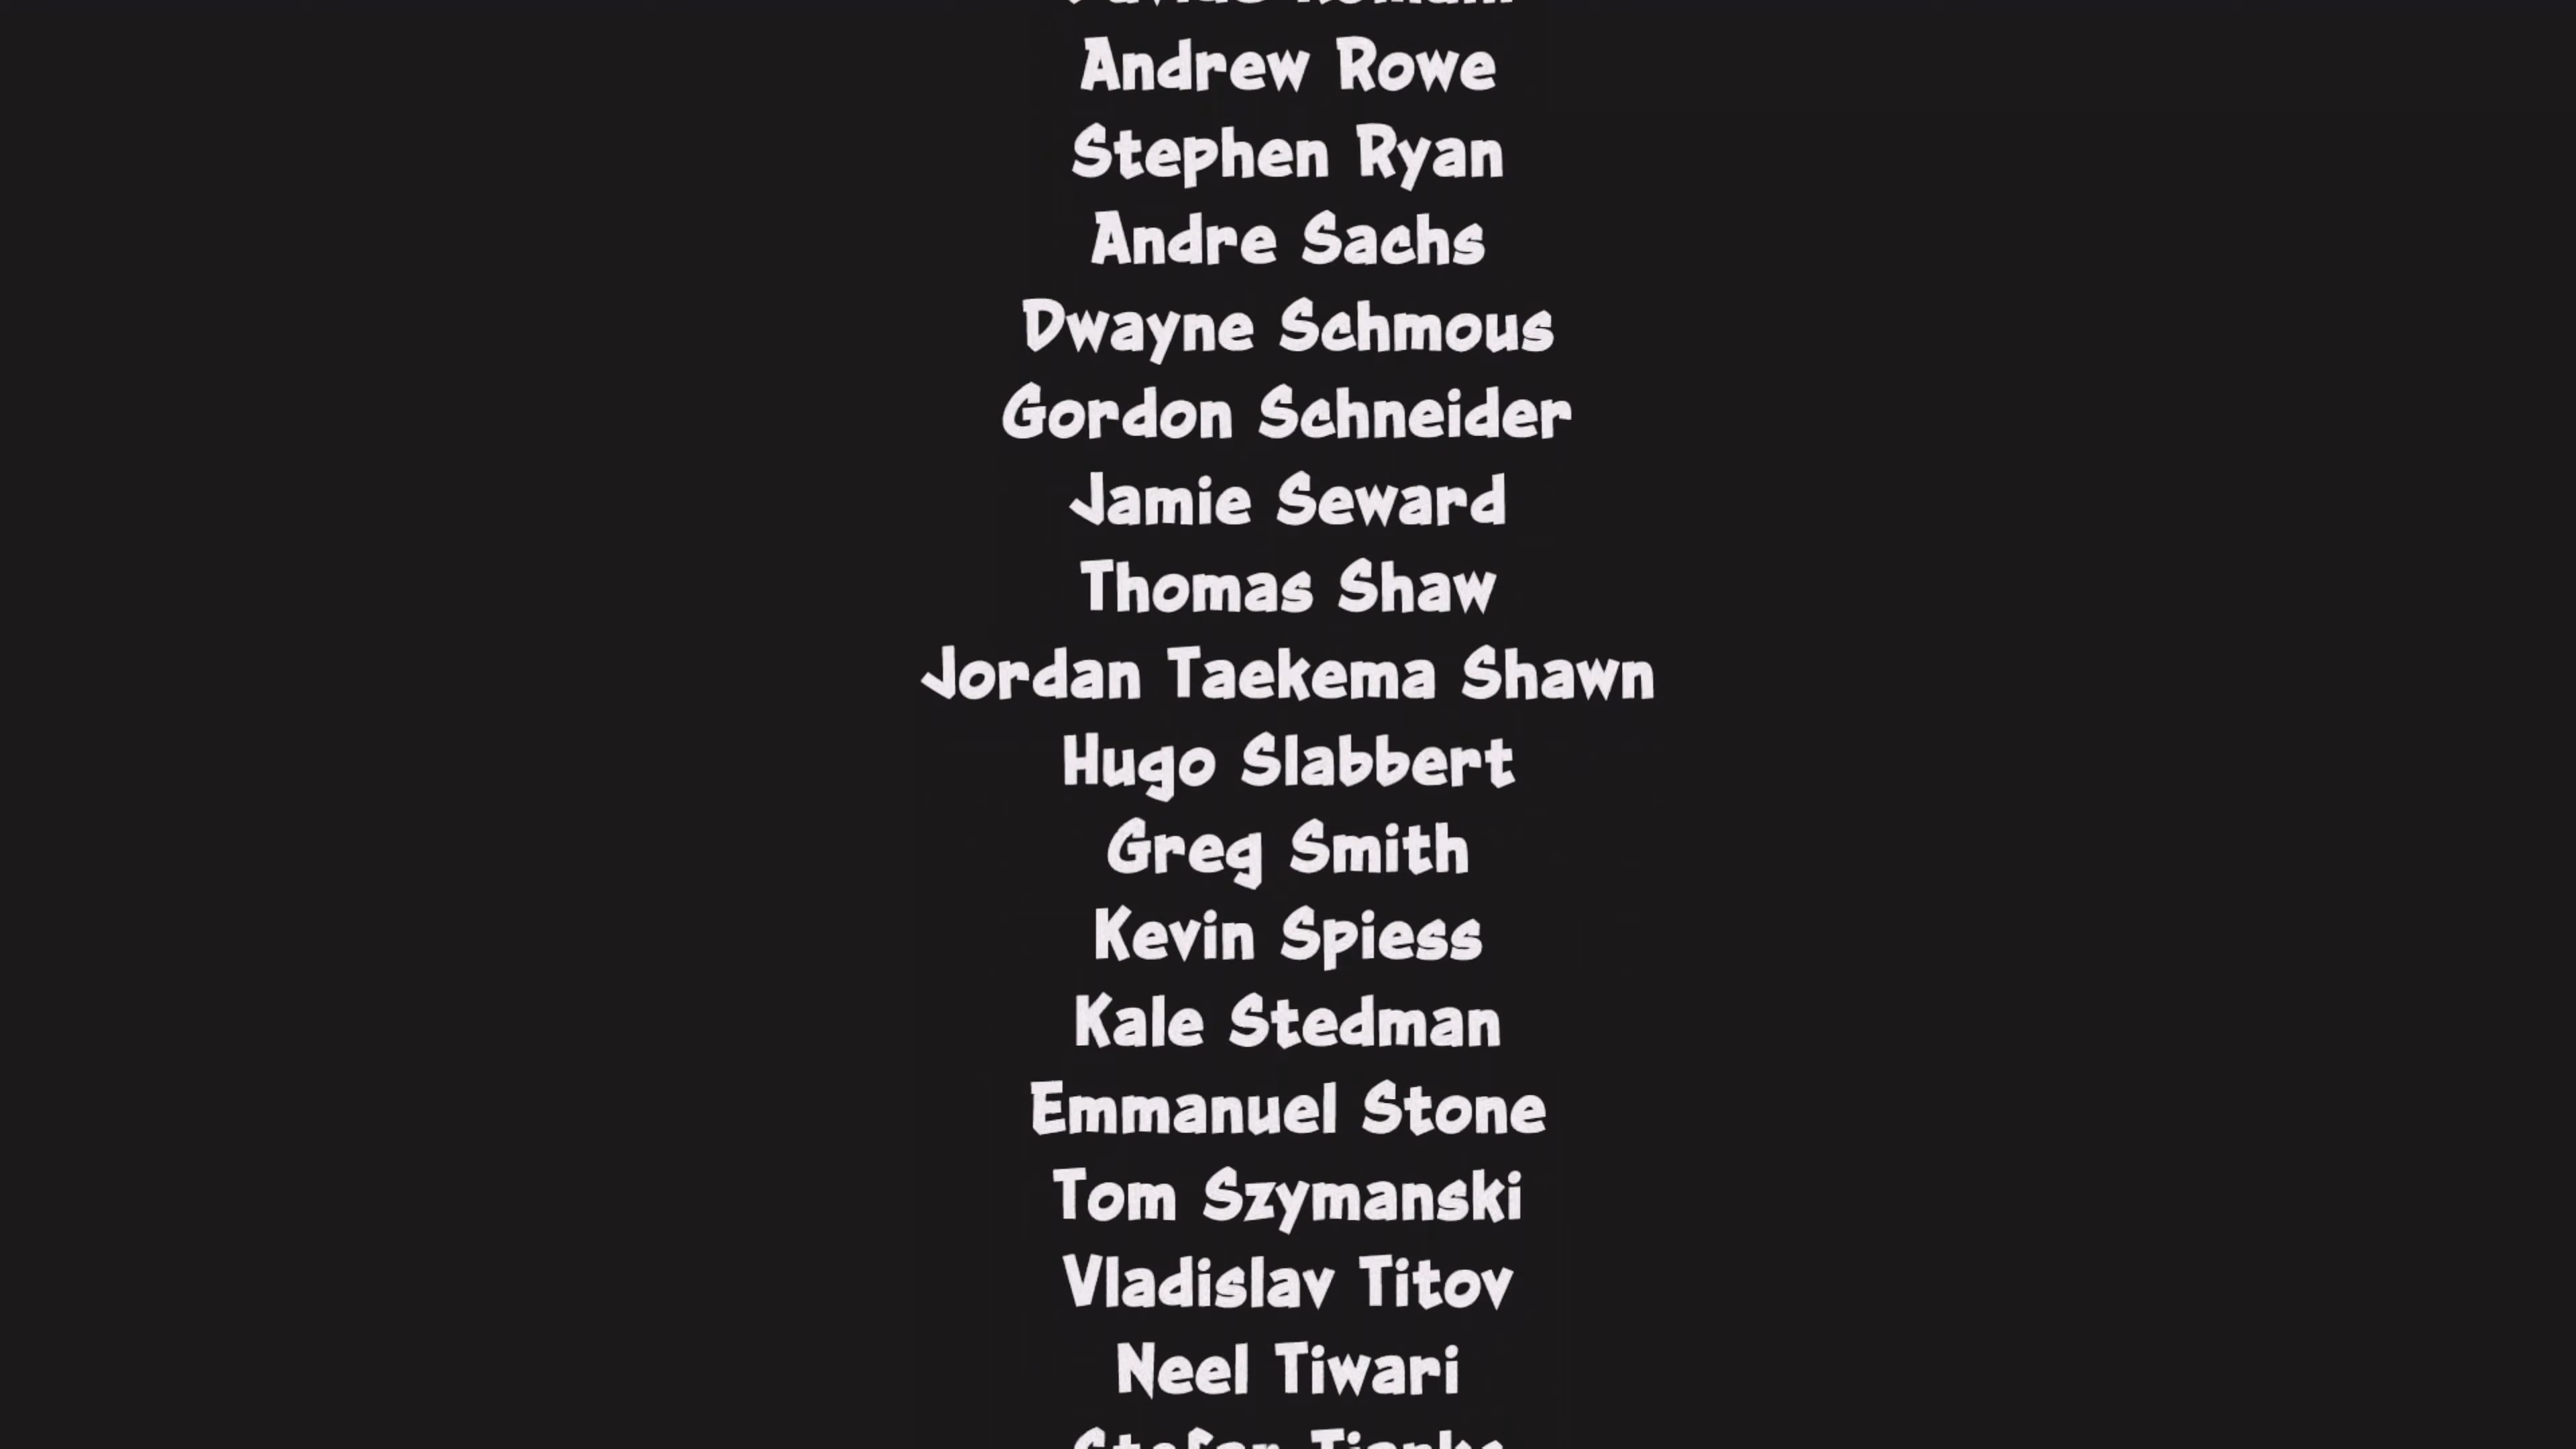 Andrew Rowe
Stephen Ryan
Andre Sachs
Dwayne Schmous
Gordon Schneider
Jamie Seward
Thomas Shaw
Jordan Taekema Shawn
Hugo Slabbert
Greg Smith
Kevin Spiess
Kale Stedman
Emmanuel Stone
Tom Szymanski
Vladislav Titov
Neel Tiwari